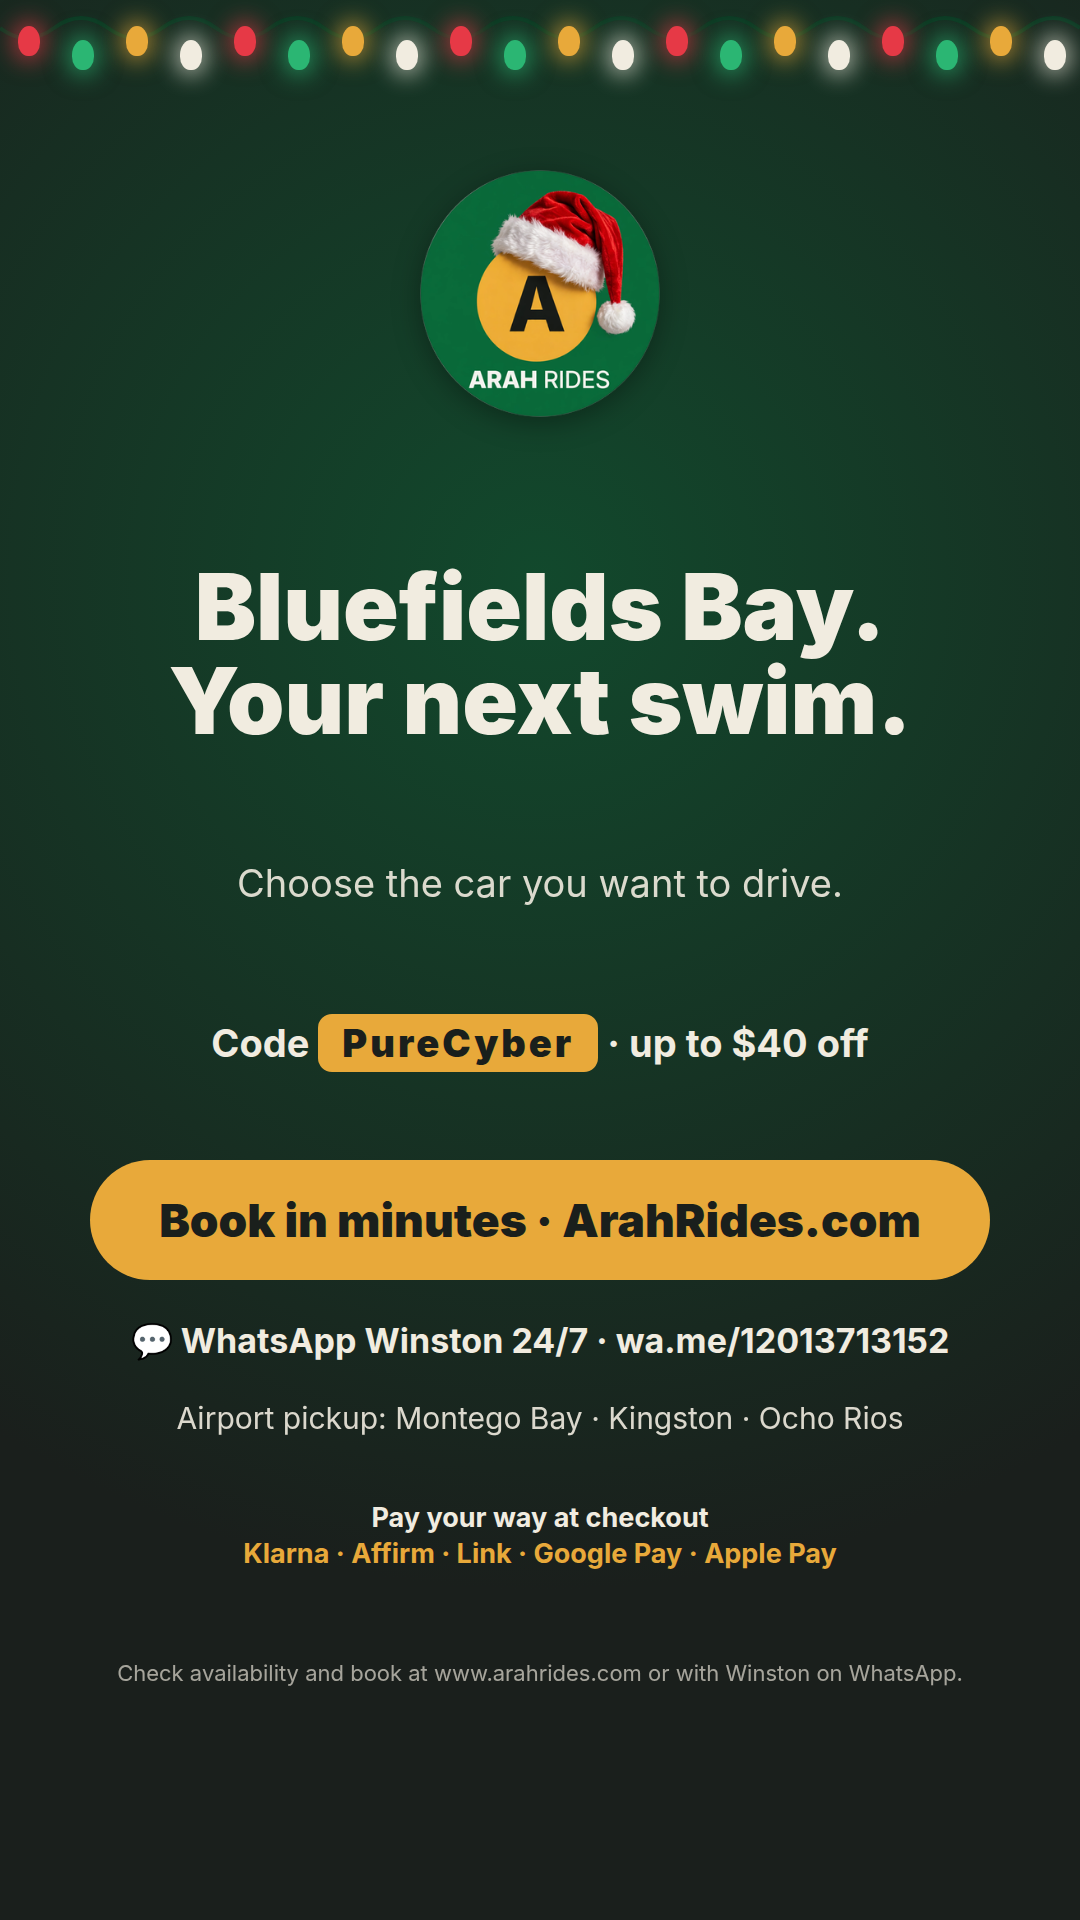 A
ARAH RIDES
Bluefields Bay.
Your next swim.
Choose the car you want to drive.
Code PureCyber · up to $40 off
Book in minutes · ArahRides.com
💬 WhatsApp Winston 24/7 · wa.me/12013713152
Airport pickup: Montego Bay · Kingston · Ocho Rios
Pay your way at checkout
Klarna · Affirm · Link · Google Pay · Apple Pay
Check availability and book at www.arahrides.com or with Winston on WhatsApp.